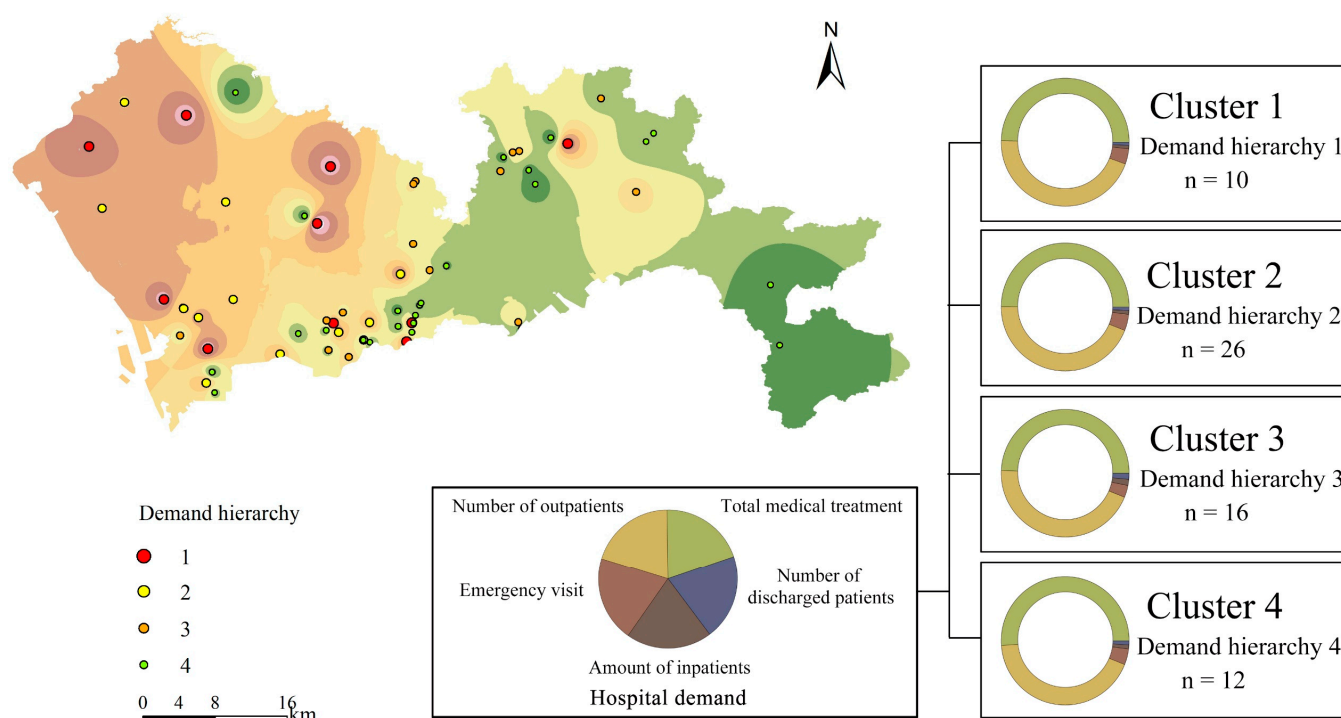 N
Demand hierarchy
1
2
3
4
0 4 8 16
km
Number of outpatients
Total medical treatment
Emergency visit
Number of
discharged patients
Amount of inpatients
Hospital demand
Cluster 1
Demand hierarchy 1
n = 10
Cluster 2
Demand hierarchy 2
n = 26
Cluster 3
Demand hierarchy 3
n = 16
Cluster 4
Demand hierarchy 4
n = 12